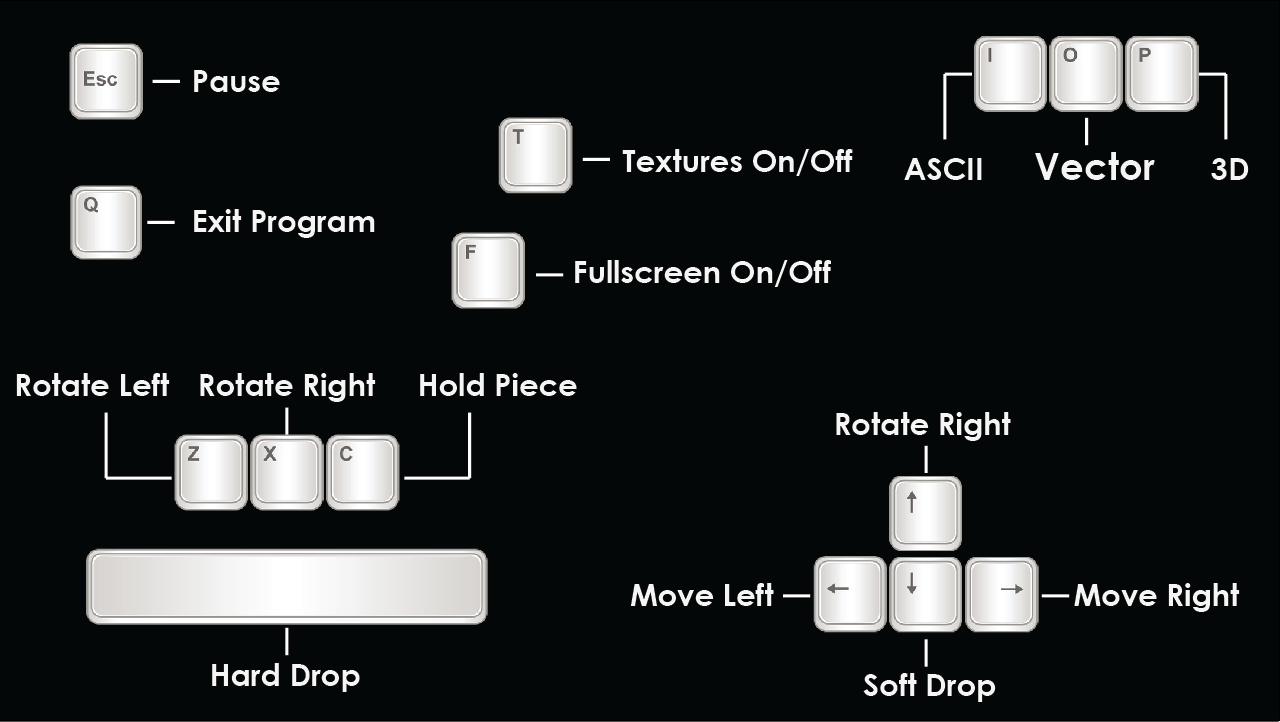 Esc
Pause
I
O
P
T
Textures On/Off
ASCII
Vector
3D
Q
Exit Program
F
Fullscreen On/Off
Rotate Left
Rotate Right
Hold Piece
Z
X
C
Rotate Right
↑
Move Left
←
↓
→
Move Right
Hard Drop
Soft Drop